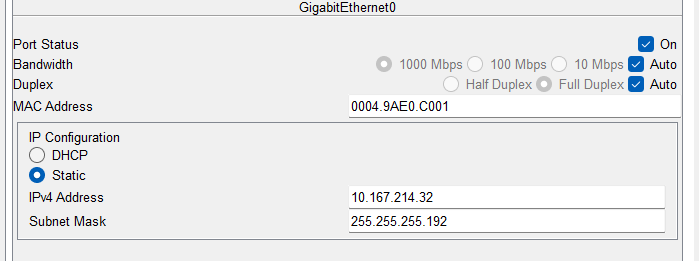 GigabitEthernet0
Port Status On
Bandwidth 1000 Mbps 100 Mbps 10 Mbps Auto
Duplex Half Duplex Full Duplex Auto
MAC Address 0004.9AE0.C001
IP Configuration
DHCP
Static
IPv4 Address 10.167.214.32
Subnet Mask 255.255.255.192